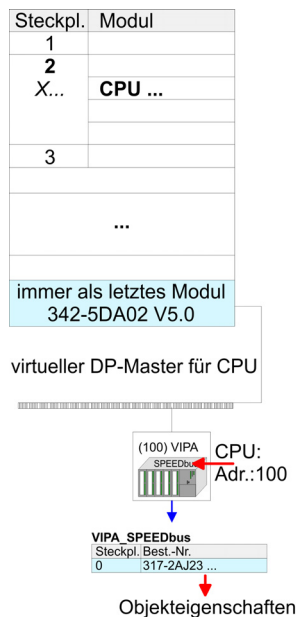 Steckpl. Modul
1
2
X... CPU ...
3
...
immer als letztes Modul
342-5DA02 V5.0
virtueller DP-Master für CPU
(100) VIPA
SPEEDbus
CPU:
Adr.:100
VIPA_SPEEDbus
Steckpl. Best.-Nr.
0 317-2AJ23 ...
Objekteigenschaften